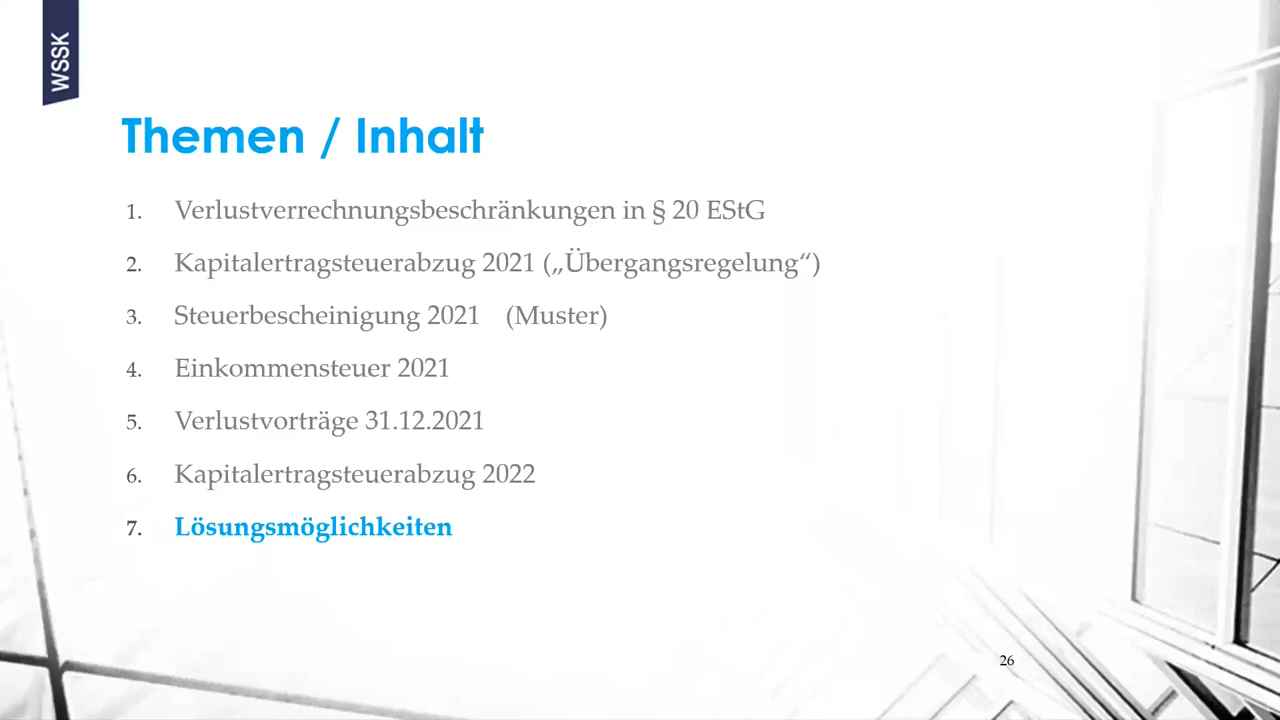 WSSK
Themen / Inhalt
1. Verlustverrechnungsbeschränkungen in § 20 EStG
2. Kapitalertragsteuerabzug 2021 („Übergangsregelung“)
3. Steuerbescheinigung 2021 (Muster)
4. Einkommensteuer 2021
5. Verlustvorträge 31.12.2021
6. Kapitalertragsteuerabzug 2022
7. Lösungsmöglichkeiten
26